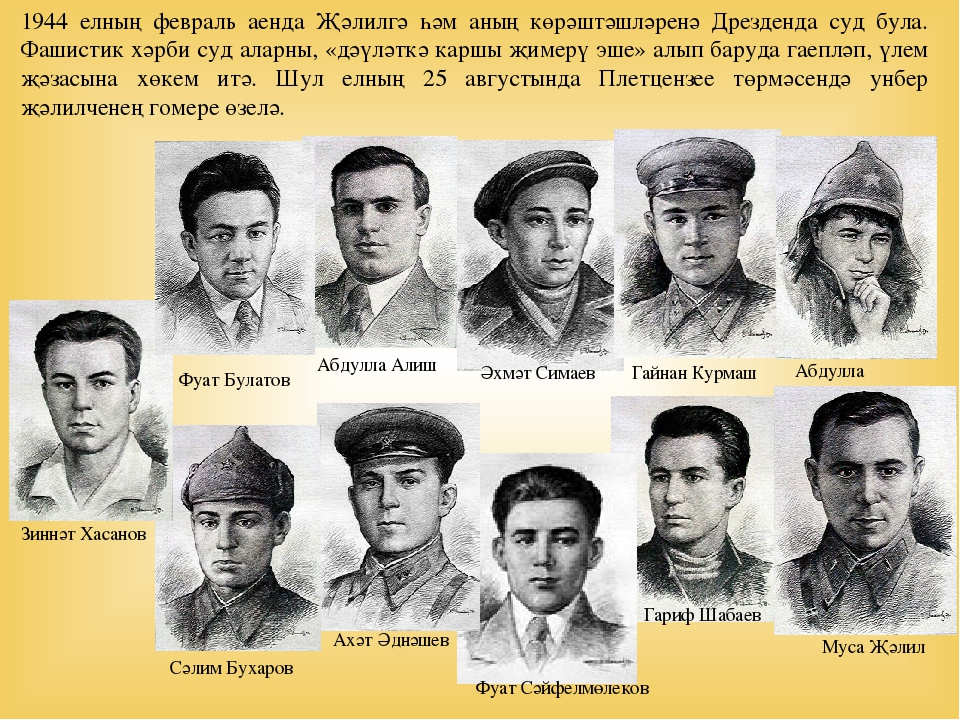 1944 елның февраль аенда Җәлилгә һәм аның көрәштәшләренә Дрезденда суд була.
Фашистик хәрби суд аларны, «дәүләткә каршы җимерү эше» алып баруда гаепләп, үлем
җәзасына хөкем итә. Шул елның 25 августында Плетцензее төрмәсендә унбер
җәлилченең гомере өзелә.
Фуат Булатов
Абдулла Алиш
Әхмәт Симаев
Гайнан Курмаш
Абдулла
Зиннәт Хасанов
Сәлим Бухаров
Ахәт Әднәшев
Фуат Сәйфелмөлеков
Гариф Шабаев
Муса Җәлил